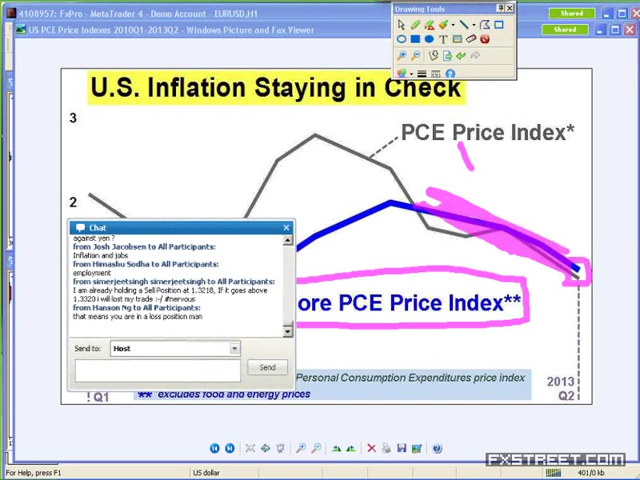 4108957: FxPro - MetaTrader 4 - Demo Account - EURUSD,H1
Shared
US PCE Price Indexes 2010Q1-2013Q2 - Windows Picture and Fax Viewer
Shared
Drawing Tools
U.S. Inflation Staying in Check
3
PCE Price Index*
2
Chat
against yen ?
from Josh Jacobsen to All Participants:
Inflation and jobs
from Himashu Sodha to All Participants:
employment
from simerjeetsingh simerjeetsingh to All Participants:
I am already holding a Sell Position at 1.3218, If it goes above
1.3320 i will lost my trade :-/ #nervous
from Hanson Ng to All Participants:
that means you are in a loss position man
Send to:
Host
Send
ore PCE Price Index**
Personal Consumption Expenditures price index
** excludes food and energy prices
Q1
2013
Q2
For Help, press F1
US dollar
401/0 kb
FXSTREET.COM